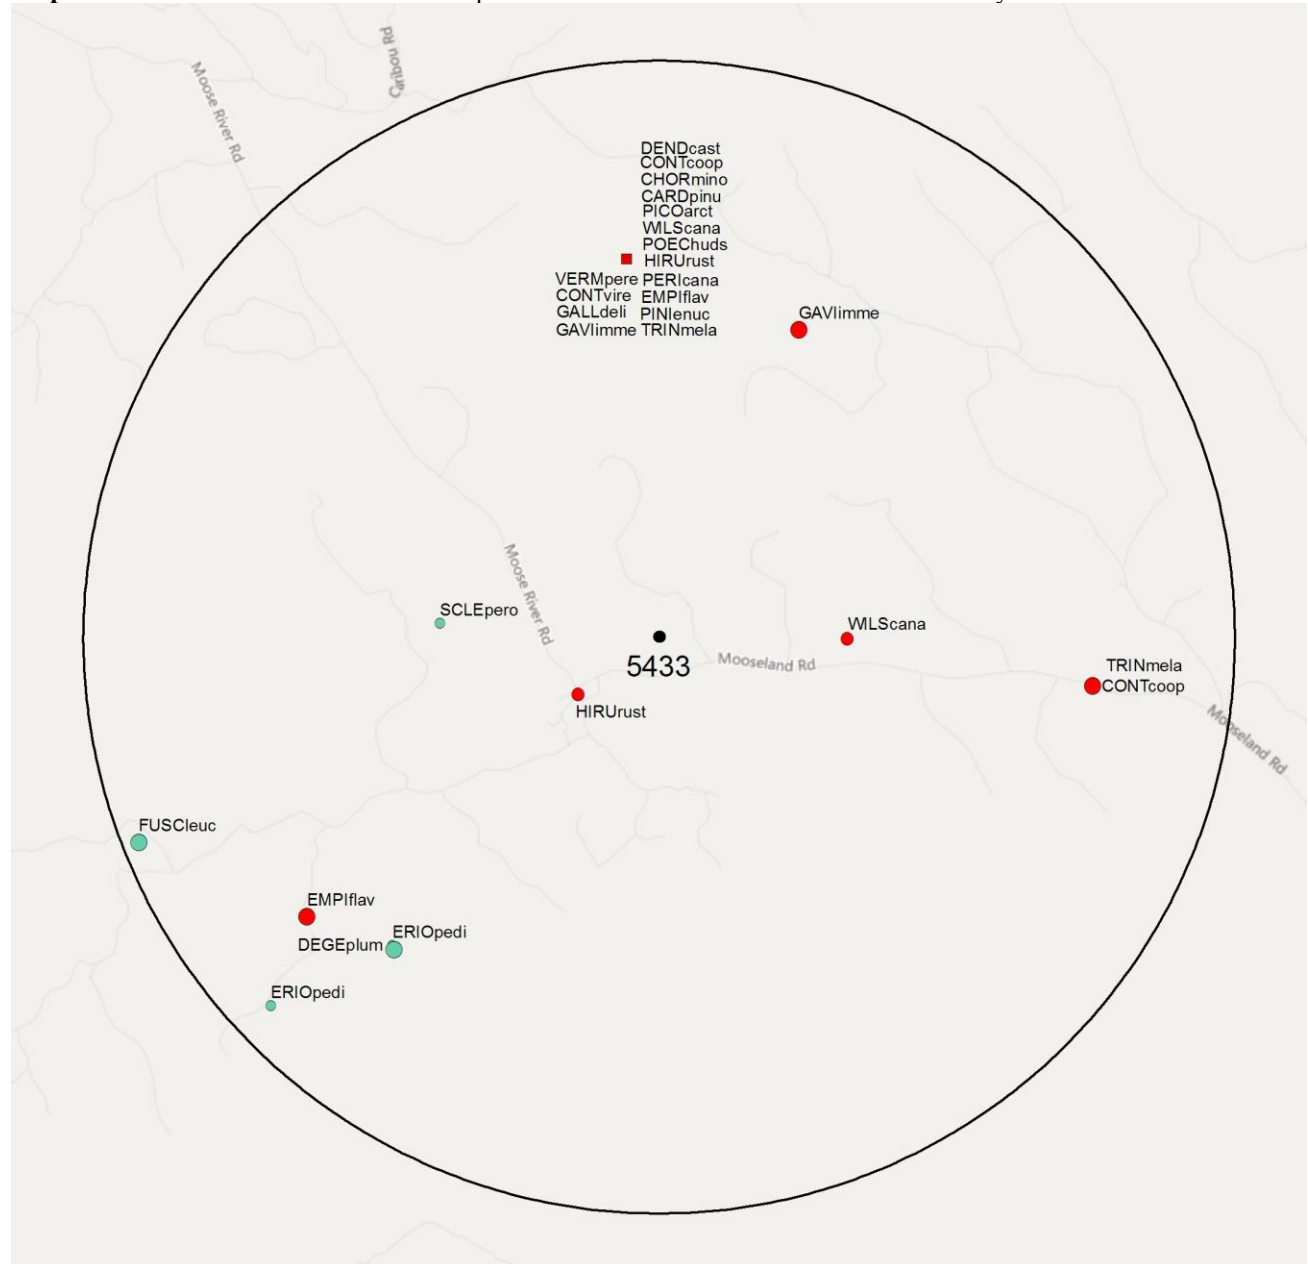 Caribou Rd
Moose River Rd
DENDcast
CONTcoop
CHORmino
CARDpinu
PICOarct
WILScana
POEChuds
HIRUrust
VERMpere PERIcana
CONTvire EMPIflav
GALLdeli PINIenuc
GAVIimme TRINmela
GAVIimme
Moose River Rd
SCLEpero
WILScana
5433
Mooseland Rd
TRINmela
CONTcoop
HIRUrust
Mooseland Rd
FUSCleuc
EMPIflav
ERIOpedi
DEGEplum
ERIOpedi